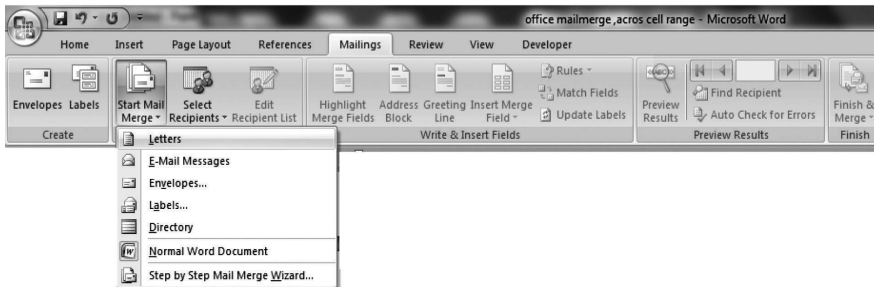 office mailmerge ,acros cell range - Microsoft Word
Home Insert Page Layout References Mailings Review View Developer
Envelopes Labels
Create
Start Mail Merge
Select Recipients
Edit Recipient List
Highlight Merge Fields
Address Block
Greeting Line
Insert Merge Field
Rules
Match Fields
Update Labels
Write & Insert Fields
ABC
Preview Results
Find Recipient
Auto Check for Errors
Preview Results
Finish & Merge
Finish
Letters
E-Mail Messages
Envelopes...
Labels...
Directory
Normal Word Document
Step by Step Mail Merge Wizard...